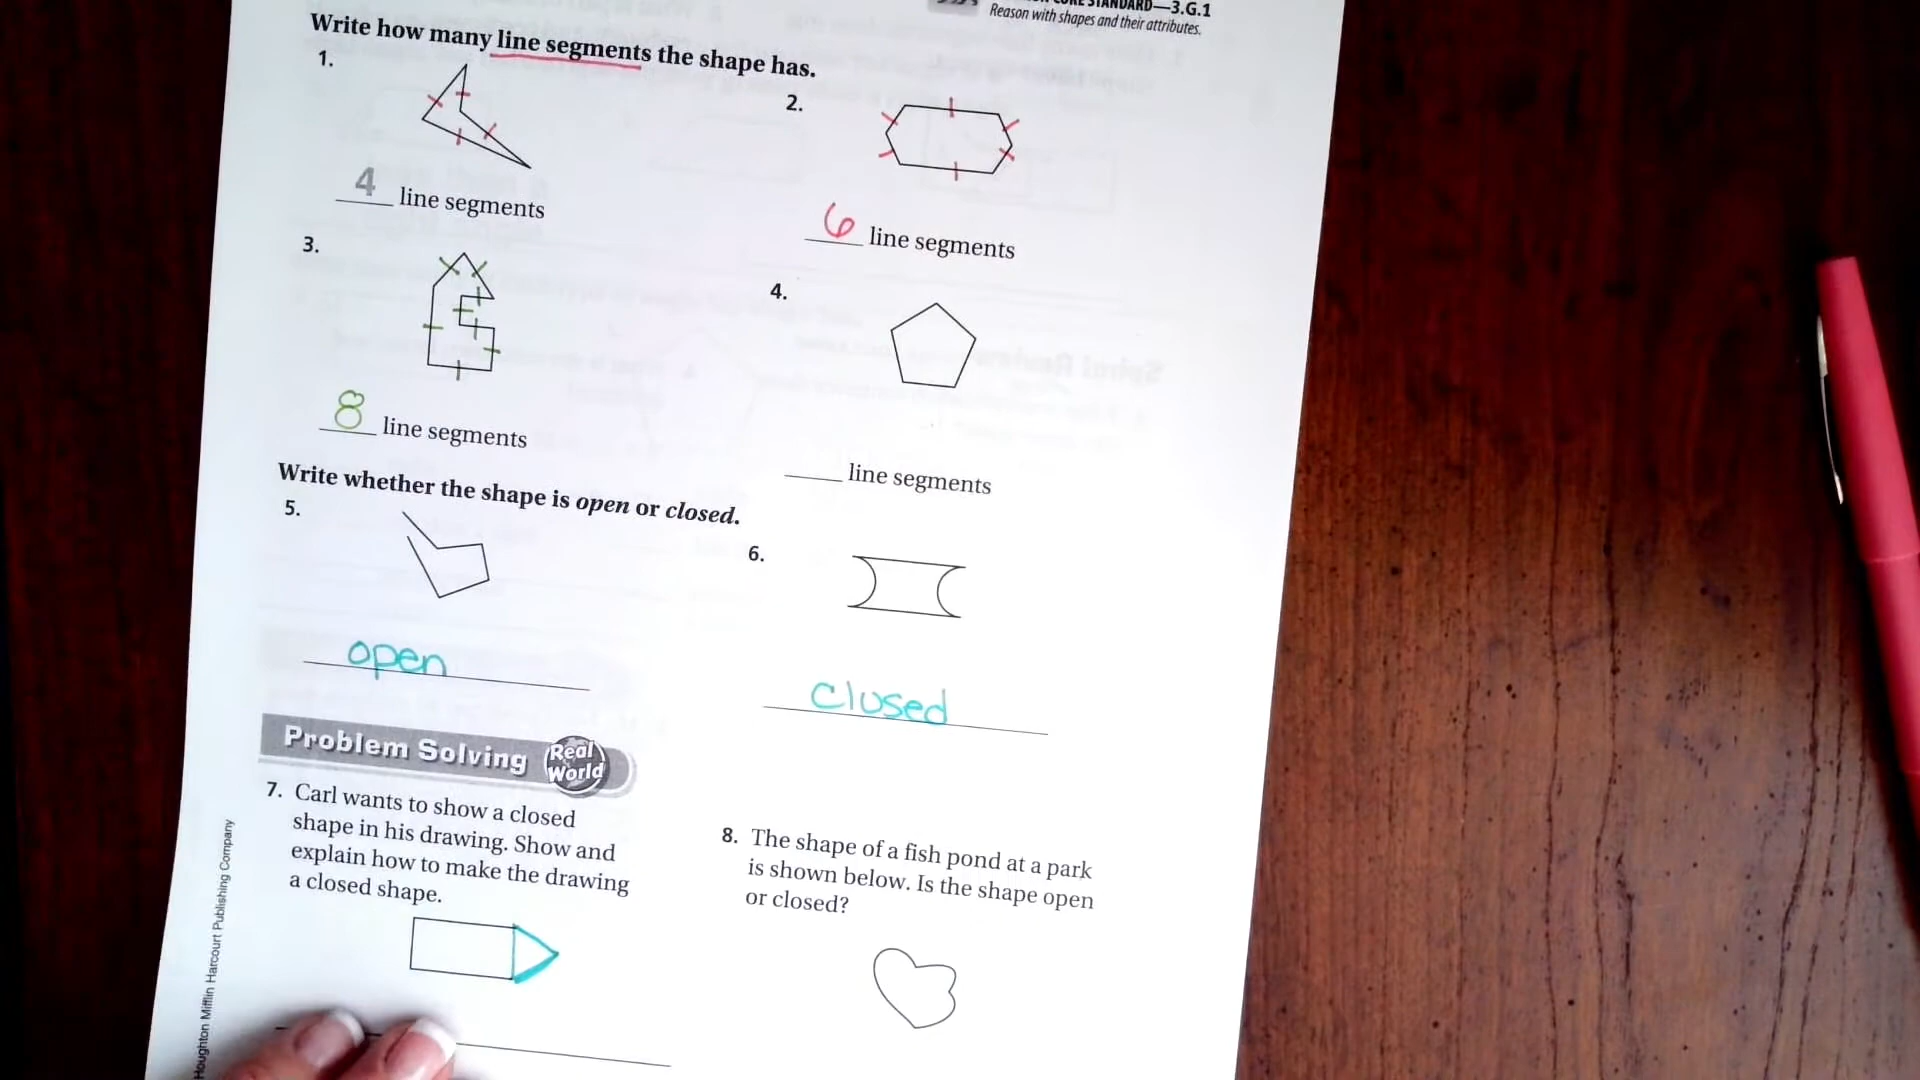 STANDARD—3.G.1
Reason with shapes and their attributes.
Write how many line segments the shape has.
1.
4 line segments
2.
6 line segments
3.
8 line segments
4.
line segments
Write whether the shape is open or closed.
5.
open
6.
closed
Problem Solving Real World
7. Carl wants to show a closed
shape in his drawing. Show and
explain how to make the drawing
a closed shape.
8. The shape of a fish pond at a park
is shown below. Is the shape open
or closed?
Houghton Mifflin Harcourt Publishing Company